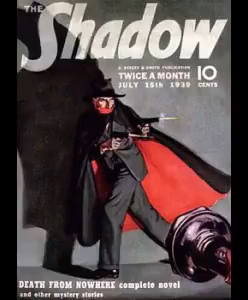 THE
Shadow
A STREET & SMITH PUBLICATION
TWICE A MONTH
JULY 15th 1939
10
CENTS
DEATH FROM NOWHERE complete novel
and other mystery stories